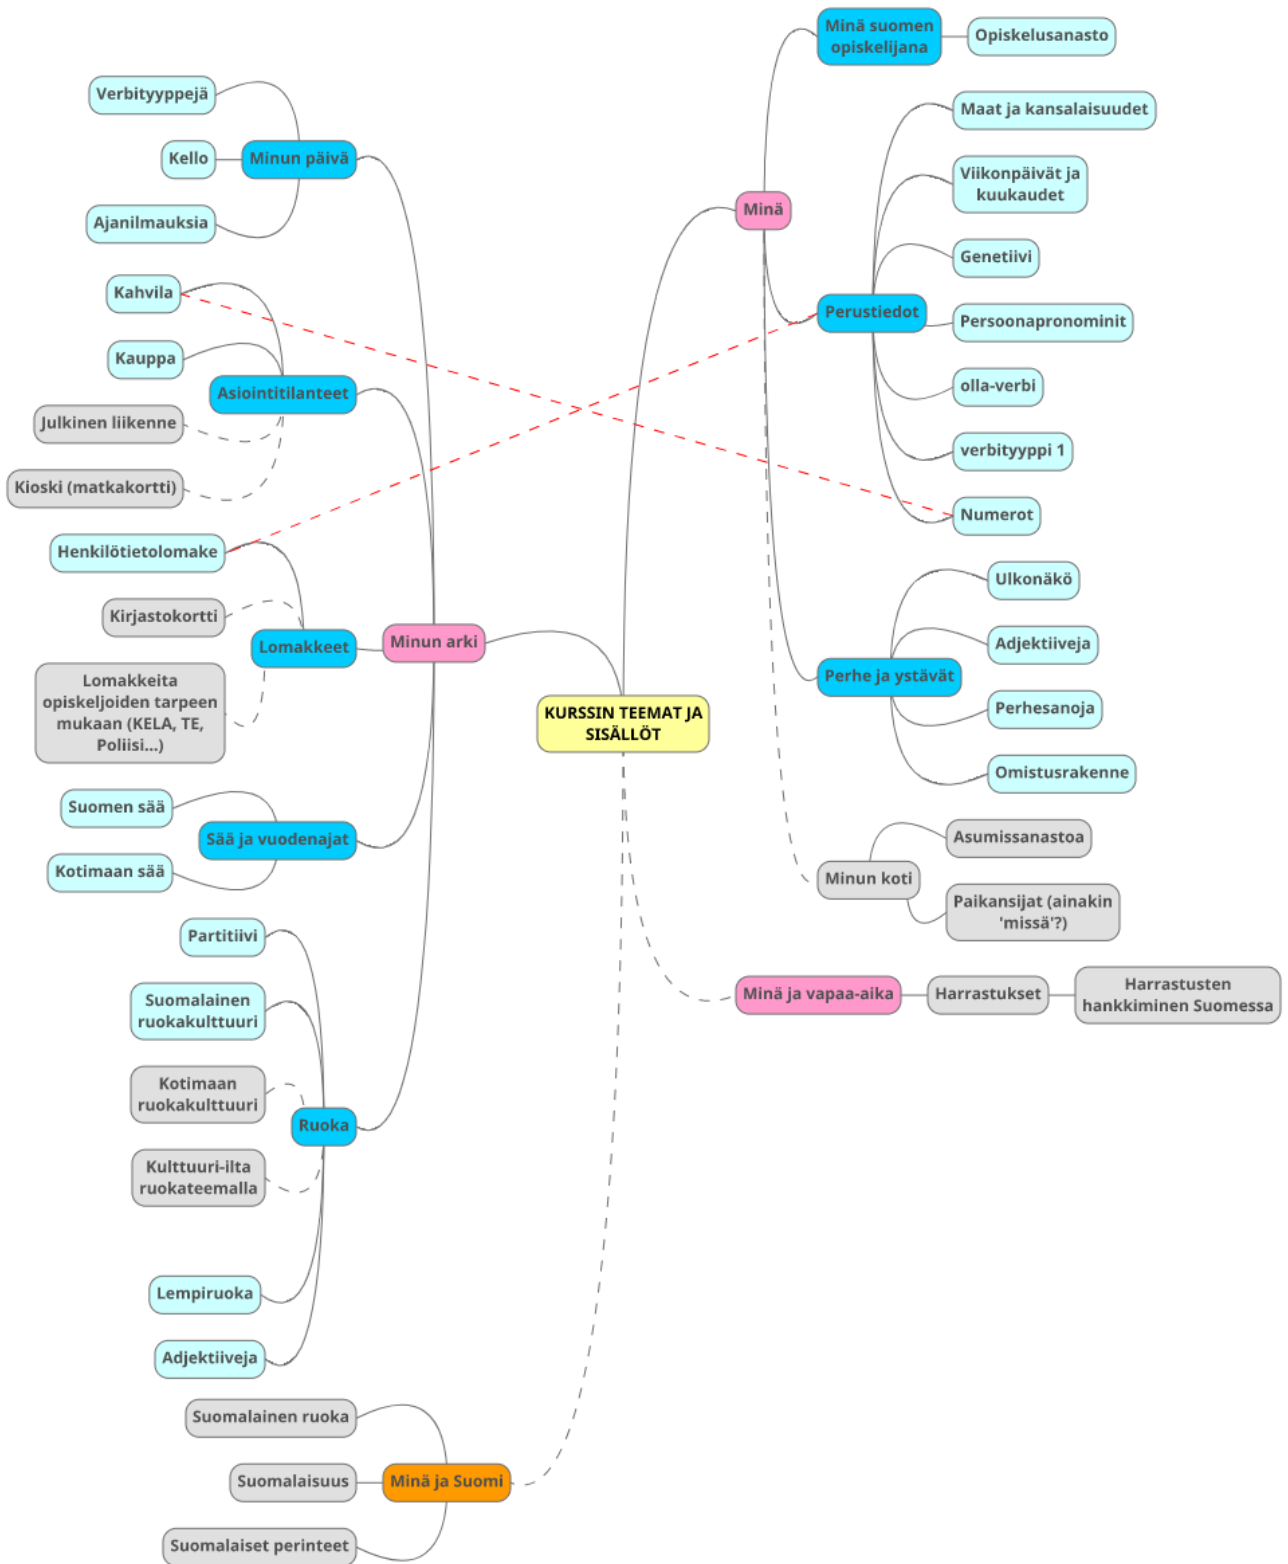 KURSSIN TEEMAT JA
SISÄLLÖT
Minä
Minä suomen
opiskelijana
Opiskelusanasto
Perustiedot
Maat ja kansalaisuudet
Viikonpäivät ja
kuukaudet
Genetiivi
Persoonapronominit
olla-verbi
verbityyppi 1
Numerot
Perhe ja ystävät
Ulkonäkö
Adjektiiveja
Perhesanoja
Omistusrakenne
Minun koti
Asumissanastoa
Paikansijat (ainakin
'missä'?)
Minä ja vapaa-aika
Harrastukset
Harrastusten
hankkiminen Suomessa
Minun arki
Minun päivä
Verbityyppejä
Kello
Ajanilmauksia
Asiointitilanteet
Kahvila
Kauppa
Julkinen liikenne
Kioski (matkakortti)
Lomakkeet
Henkilötietolomake
Kirjastokortti
Lomakkeita
opiskeljoiden tarpeen
mukaan (KELA, TE,
Poliisi...)
Sää ja vuodenajat
Suomen sää
Kotimaan sää
Ruoka
Partitiivi
Suomalainen
ruokakulttuuri
Kotimaan
ruokakulttuuri
Kulttuuri-ilta
ruokateemalla
Lempiruoka
Adjektiiveja
Minä ja Suomi
Suomalainen ruoka
Suomalaisuus
Suomalaiset perinteet